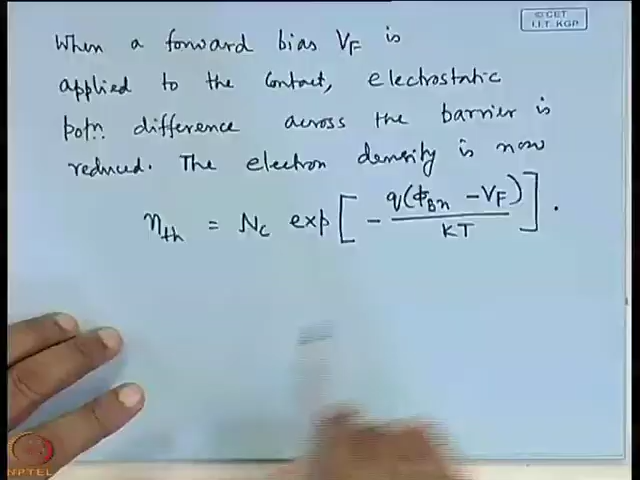 © CET
I.I.T. KGP
When a forward bias V_F is
applied to the contact, electrostatic
potn. difference across the barrier is
reduced. The electron density is now
n_th = N_c exp[ - q(Φ_Bn - V_F) / KT ] .
NPTEL